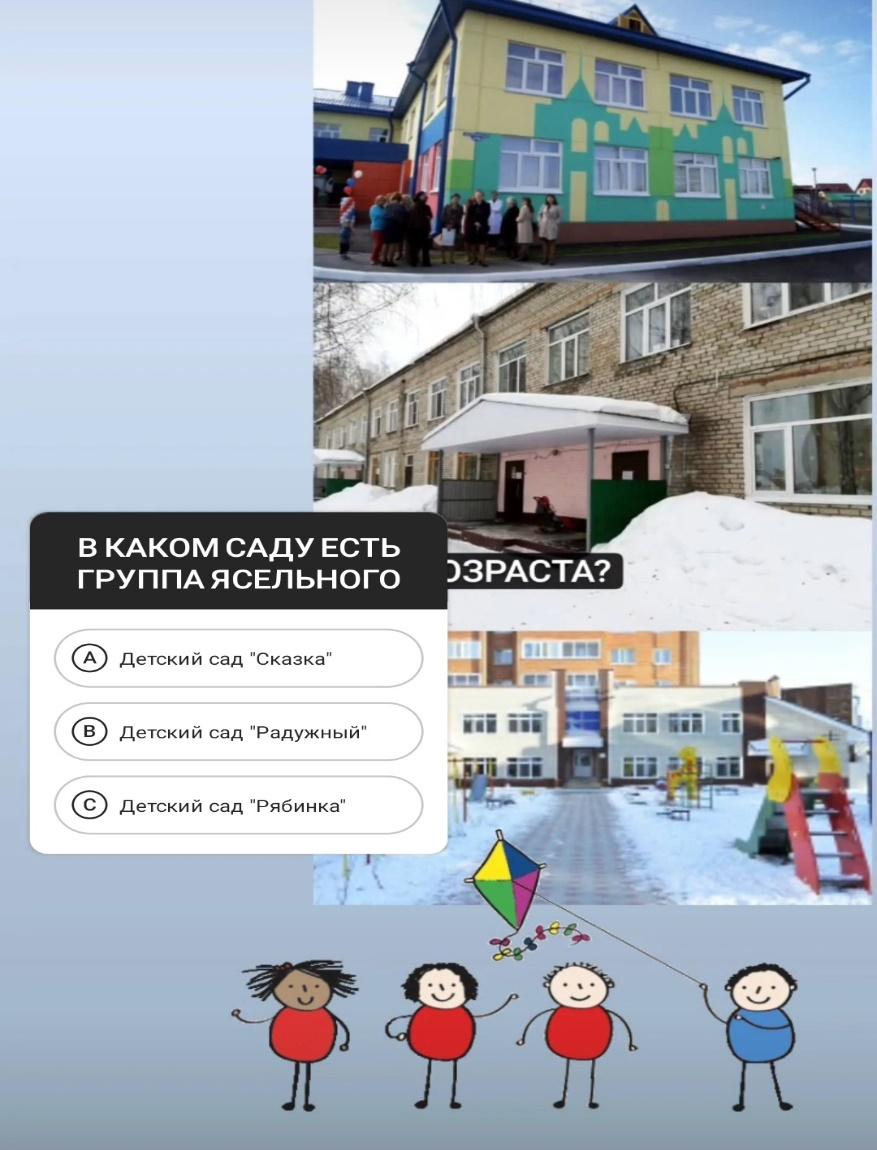 В КАКОМ САДУ ЕСТЬ
ГРУППА ЯСЕЛЬНОГО
ОЗРАСТА?
A Детский сад "Сказка"
B Детский сад "Радужный"
C Детский сад "Рябинка"